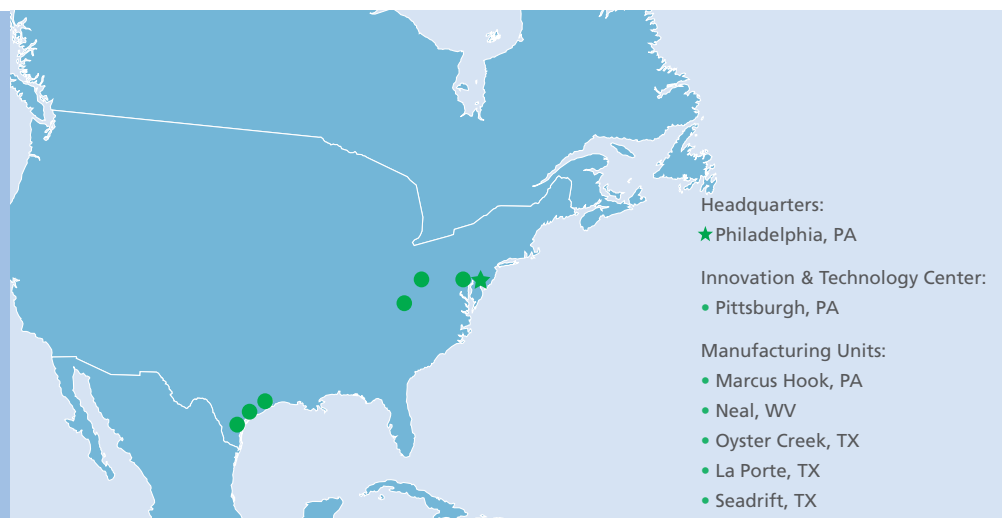 Headquarters:
★ Philadelphia, PA
Innovation & Technology Center:
• Pittsburgh, PA
Manufacturing Units:
• Marcus Hook, PA
• Neal, WV
• Oyster Creek, TX
• La Porte, TX
• Seadrift, TX